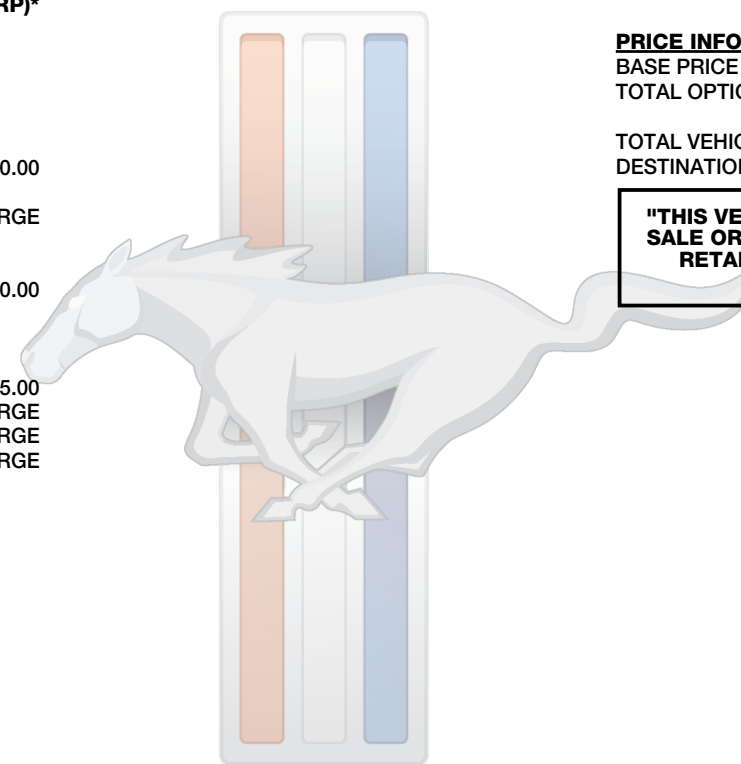 RP)*
0.00
RGE
0.00
5.00
RGE
RGE
RGE
PRICE INFO
BASE PRICE
TOTAL OPTIO
TOTAL VEHIC
DESTINATION
"THIS VE
SALE OR
RETAI